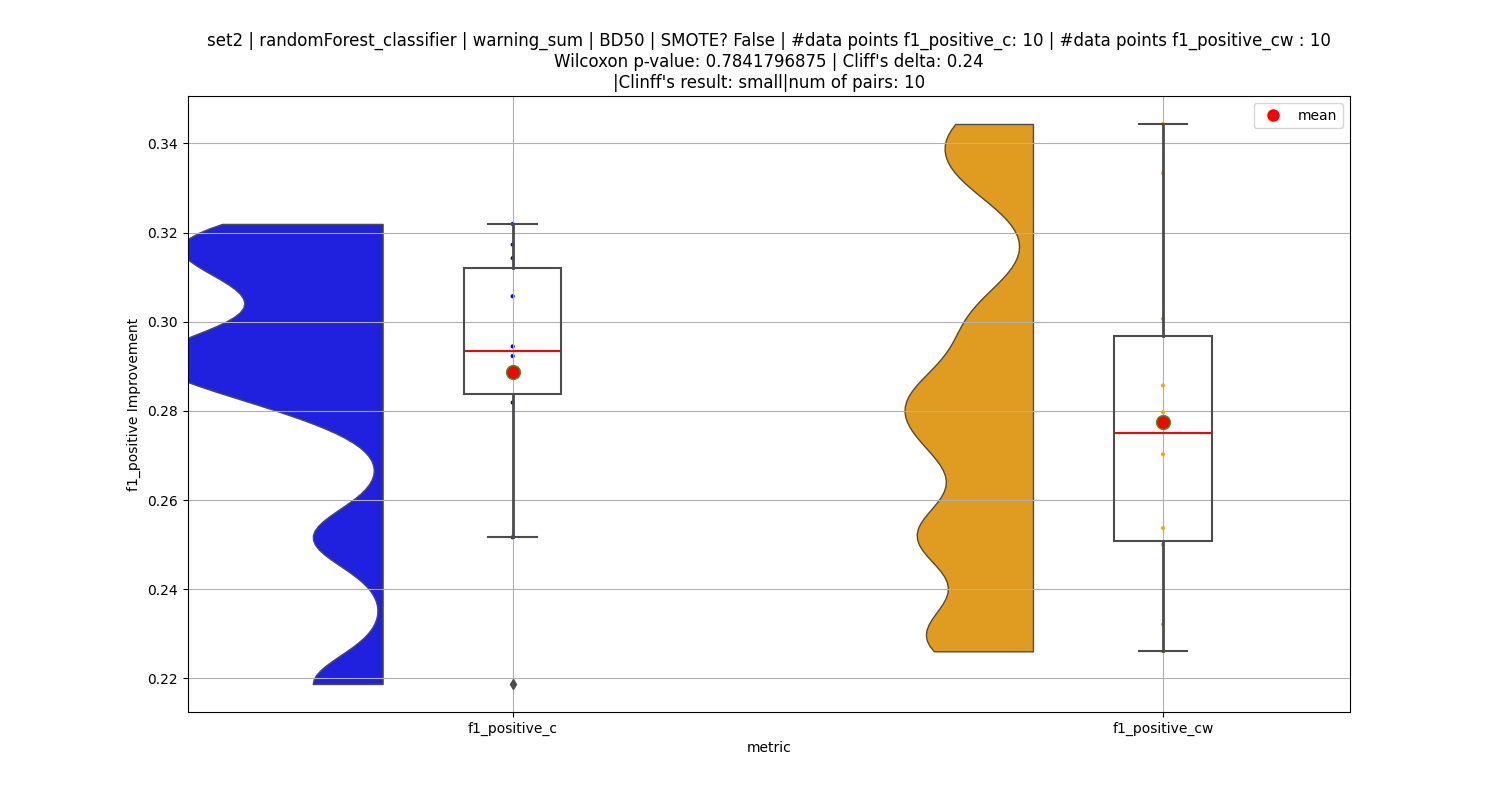 set2 | randomForest_classifier | warning_sum | BD50 | SMOTE? False | #data points f1_positive_c: 10 | #data points f1_positive_cw : 10
Wilcoxon p-value: 0.7841796875 | Cliff's delta: 0.24
|Clinff's result: small|num of pairs: 10
mean
0.34
0.32
0.30
0.28
0.26
0.24
0.22
f1_positive Improvement
f1_positive_c
f1_positive_cw
metric